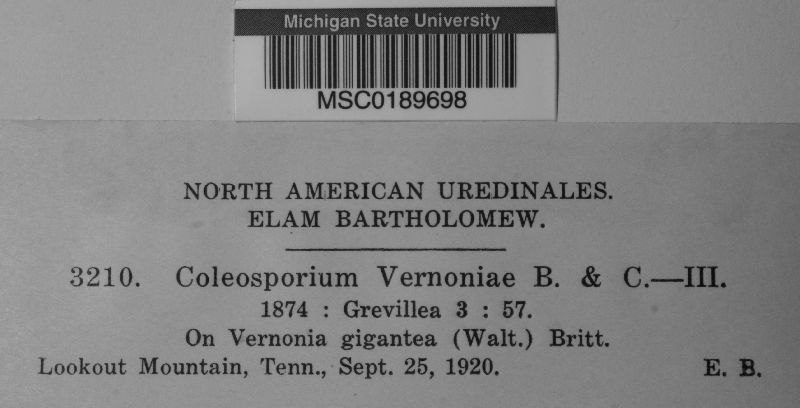 Michigan State University
MSC0189698
NORTH AMERICAN UREDINALES.
ELAM BARTHOLOMEW.
3210. Coleosporium Vernoniae B. & C.—III.
1874 : Grevillea 3 : 57.
On Vernonia gigantea (Walt.) Britt.
Lookout Mountain, Tenn., Sept. 25, 1920. E. B.